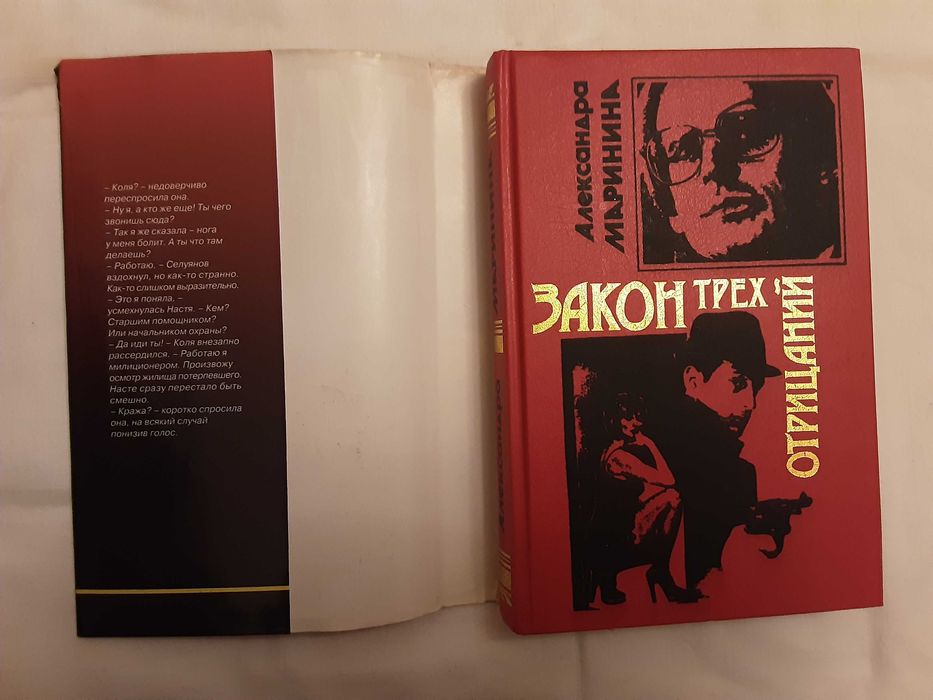 – Коля? – недоверчиво
переспросила она.
– Ну я, а кто же еще! Ты чего
звонишь сюда?
– Так я же сказала – нога
у меня болит. А ты что там
делаешь?
– Работаю. – Селуянов
вздохнул, но как-то странно.
Как-то слишком выразительно.
– Это я поняла, –
усмехнулась Настя. – Кем?
Старшим помощником?
Или начальником охраны?
– Да иди ты! – Коля внезапно
рассердился. – Работаю я
милиционером. Произвожу
осмотр жилища потерпевшего.
Насте сразу перестало быть
смешно.
– Кража? – коротко спросила
она, на всякий случай
понизив голос.
Александра
МАРИНИНА
Александра
МАРИНИНА
ЗАКОН ТРЕХ
ОТРИЦАНИЙ